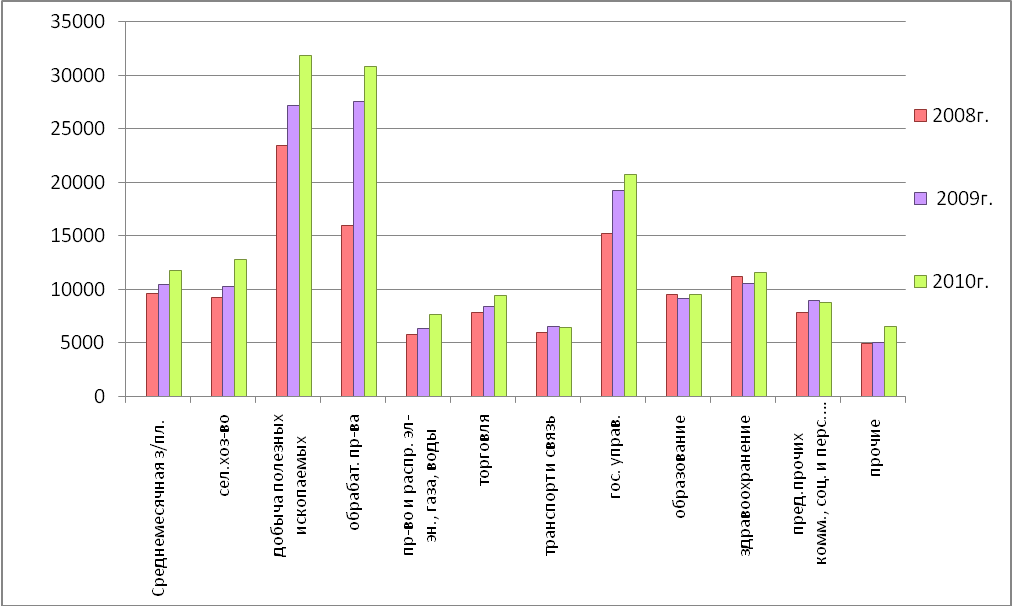 35000
30000
25000
20000
15000
10000
5000
0
Среднемесячная з/пл.
сел.хоз-во
добыча полезных
ископаемых
обрабат. пр-ва
пр-во и распр. эл-
эн., газа, воды
торговля
транспорт и связь
гос. управ.
образование
здравоохранение
пред.прочих
комм., соц. и перс....
прочие
2008г.
2009г.
2010г.